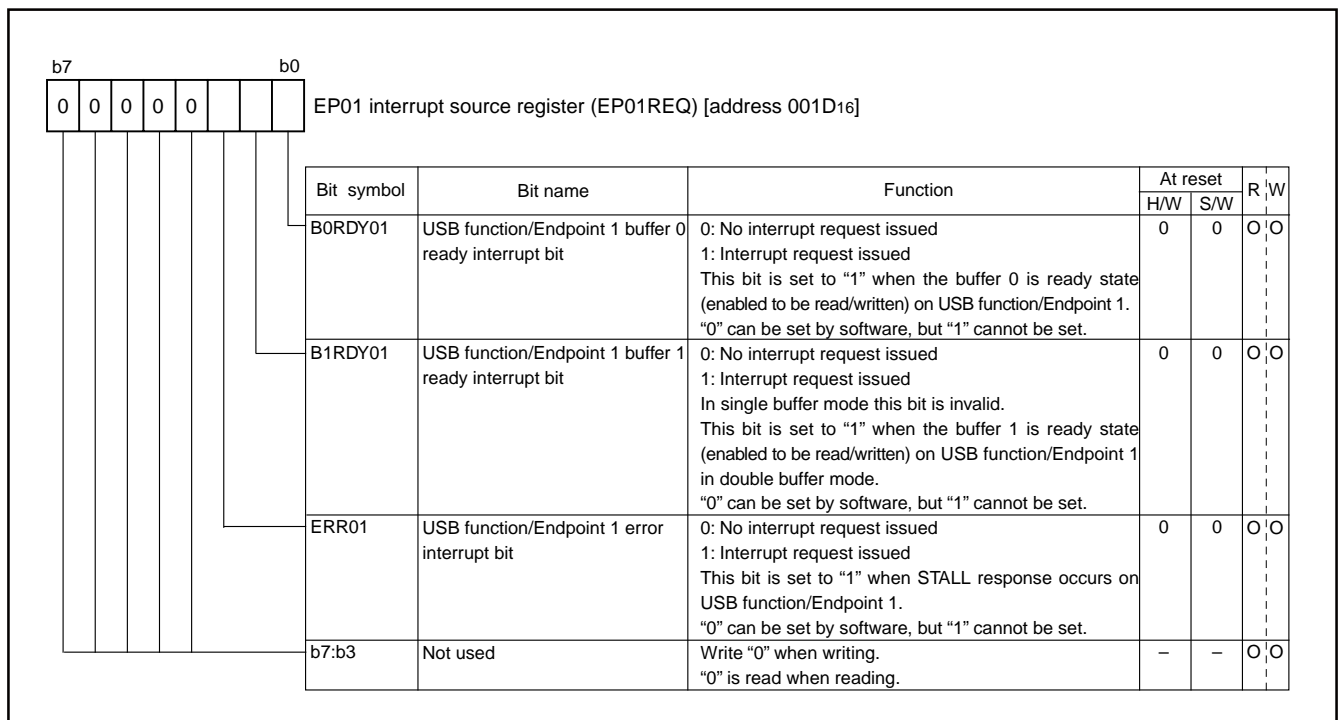 b7 b0
0 0 0 0 0 EP01 interrupt source register (EP01REQ) [address 001D16]
Bit symbol Bit name Function At reset R W
H/W S/W
B0RDY01 USB function/Endpoint 1 buffer 0 0: No interrupt request issued 0 0 O O
ready interrupt bit 1: Interrupt request issued
This bit is set to “1” when the buffer 0 is ready state
(enabled to be read/written) on USB function/Endpoint 1.
“0” can be set by software, but “1” cannot be set.
B1RDY01 USB function/Endpoint 1 buffer 1 0: No interrupt request issued 0 0 O O
ready interrupt bit 1: Interrupt request issued
In single buffer mode this bit is invalid.
This bit is set to “1” when the buffer 1 is ready state
(enabled to be read/written) on USB function/Endpoint 1
in double buffer mode.
“0” can be set by software, but “1” cannot be set.
ERR01 USB function/Endpoint 1 error 0: No interrupt request issued 0 0 O O
interrupt bit 1: Interrupt request issued
This bit is set to “1” when STALL response occurs on
USB function/Endpoint 1.
“0” can be set by software, but “1” cannot be set.
b7:b3 Not used Write “0” when writing. – – O O
“0” is read when reading.